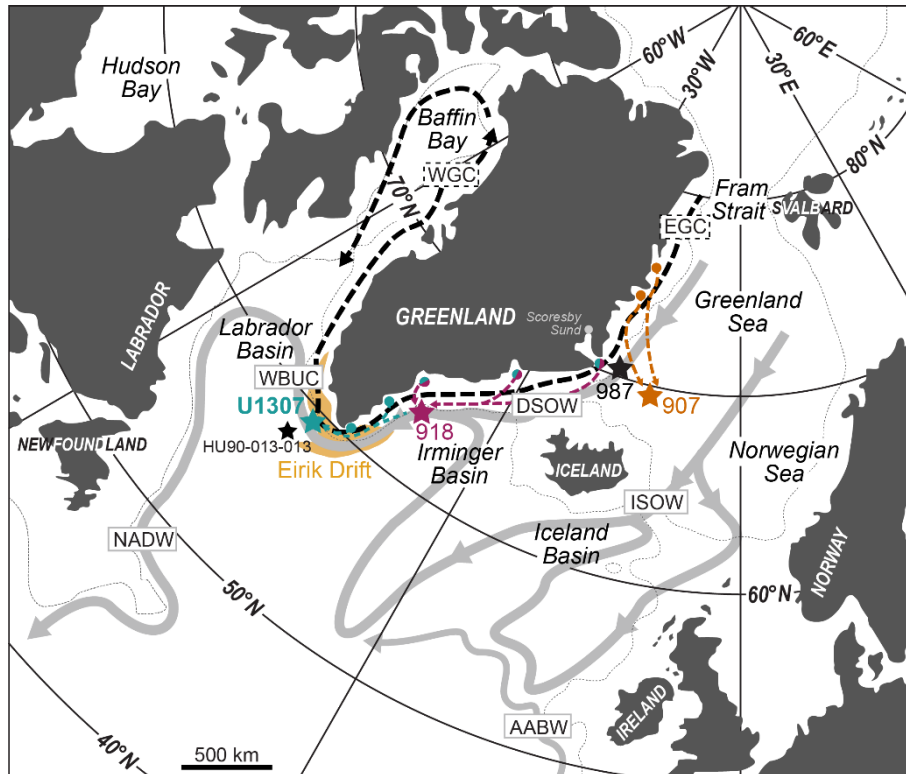 60°W
60°E
30°W
30°E
Hudson
Bay
Baffin
Bay
80°N
WGC
70°N
Fram
Strait
SVALBARD
EGC
LABRADOR
GREENLAND
Scoresby
Sund
Greenland
Sea
Labrador
Basin
WBUC
987
907
DSOW
U1307
918
HU90-013-013
NEWFOUNDLAND
Eirik Drift
Irminger
Basin
ICELAND
Norwegian
Sea
ISOW
NADW
Iceland
Basin
NORWAY
50°N
60°N
IRELAND
AABW
40°N
500 km